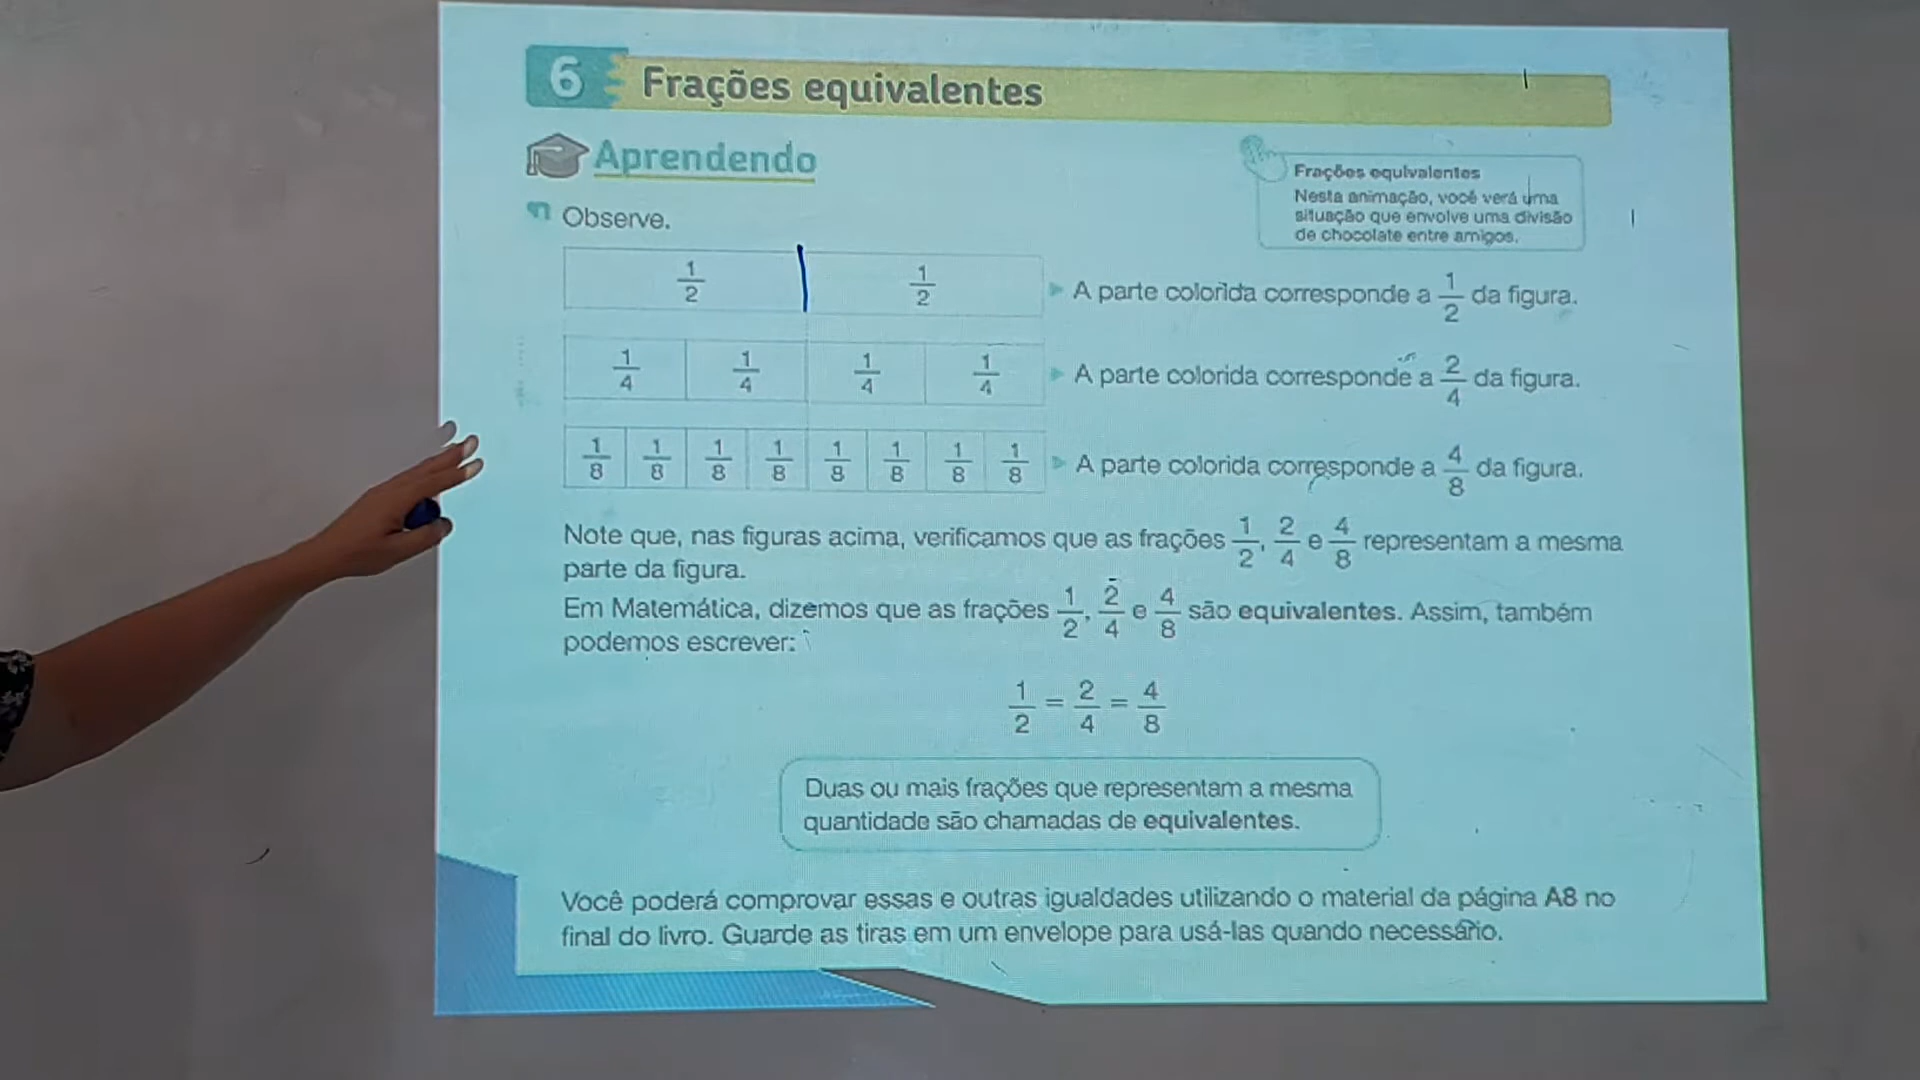 6 Frações equivalentes
Aprendendo
Frações equivalentes
Nesta animação, você verá uma
situação que envolve uma divisão
de chocolate entre amigos.
1 Observe.
1/2 1/2 A parte colorida corresponde a 1/2 da figura.
1/4 1/4 1/4 1/4 A parte colorida corresponde a 2/4 da figura.
1/8 1/8 1/8 1/8 1/8 1/8 1/8 1/8 A parte colorida corresponde a 4/8 da figura.
Note que, nas figuras acima, verificamos que as frações 1/2, 2/4 e 4/8 representam a mesma
parte da figura.
Em Matemática, dizemos que as frações 1/2, 2/4 e 4/8 são equivalentes. Assim, também
podemos escrever:
1/2 = 2/4 = 4/8
Duas ou mais frações que representam a mesma
quantidade são chamadas de equivalentes.
Você poderá comprovar essas e outras igualdades utilizando o material da página A8 no
final do livro. Guarde as tiras em um envelope para usá-las quando necessário.